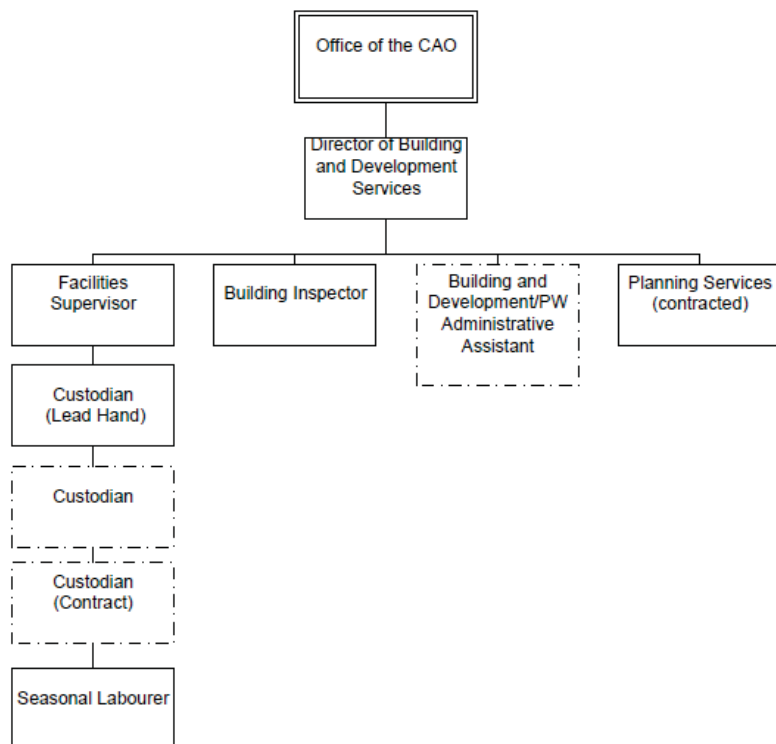 Office of the CAO
Director of Building
and Development
Services
Facilities
Supervisor
Building Inspector
Building and
Development/PW
Administrative
Assistant
Planning Services
(contracted)
Custodian
(Lead Hand)
Custodian
Custodian
(Contract)
Seasonal Labourer